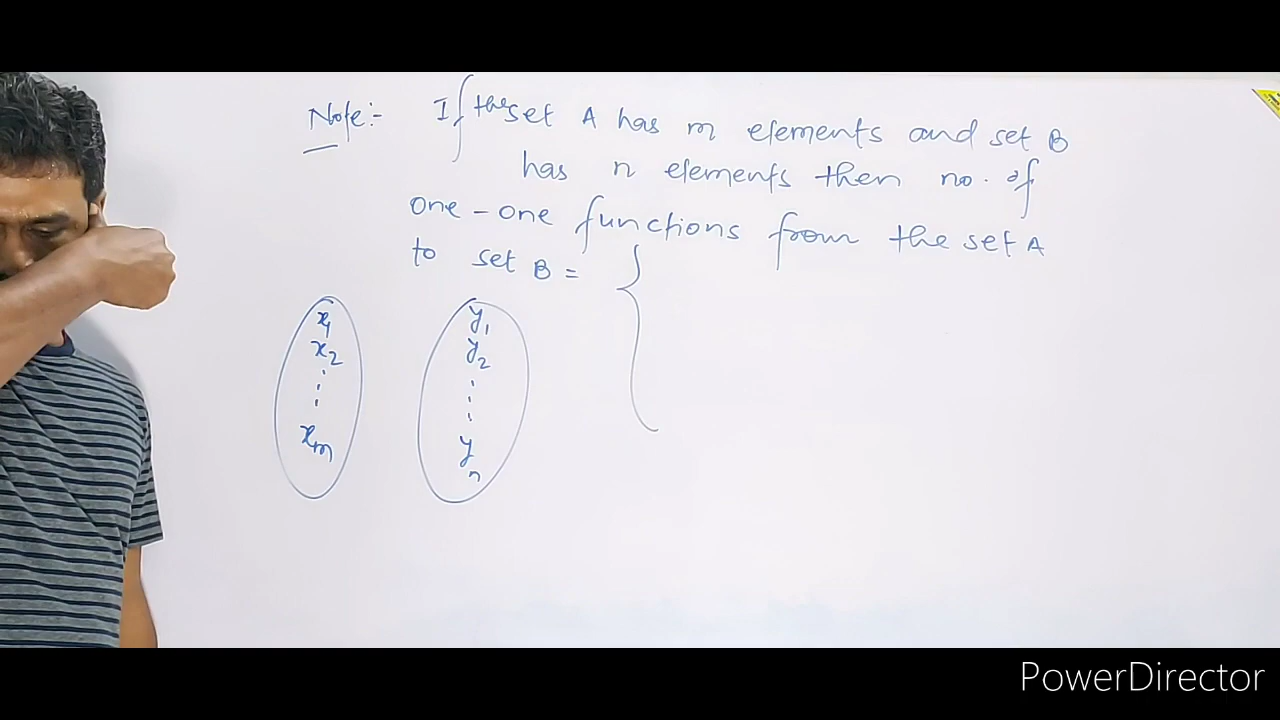 Note:- If the set A has m elements and set B
has n elements then no. of
one-one functions from the set A
to set B = {
x1 y1
x2 y2
⋮ ⋮
xm yn
PowerDirector